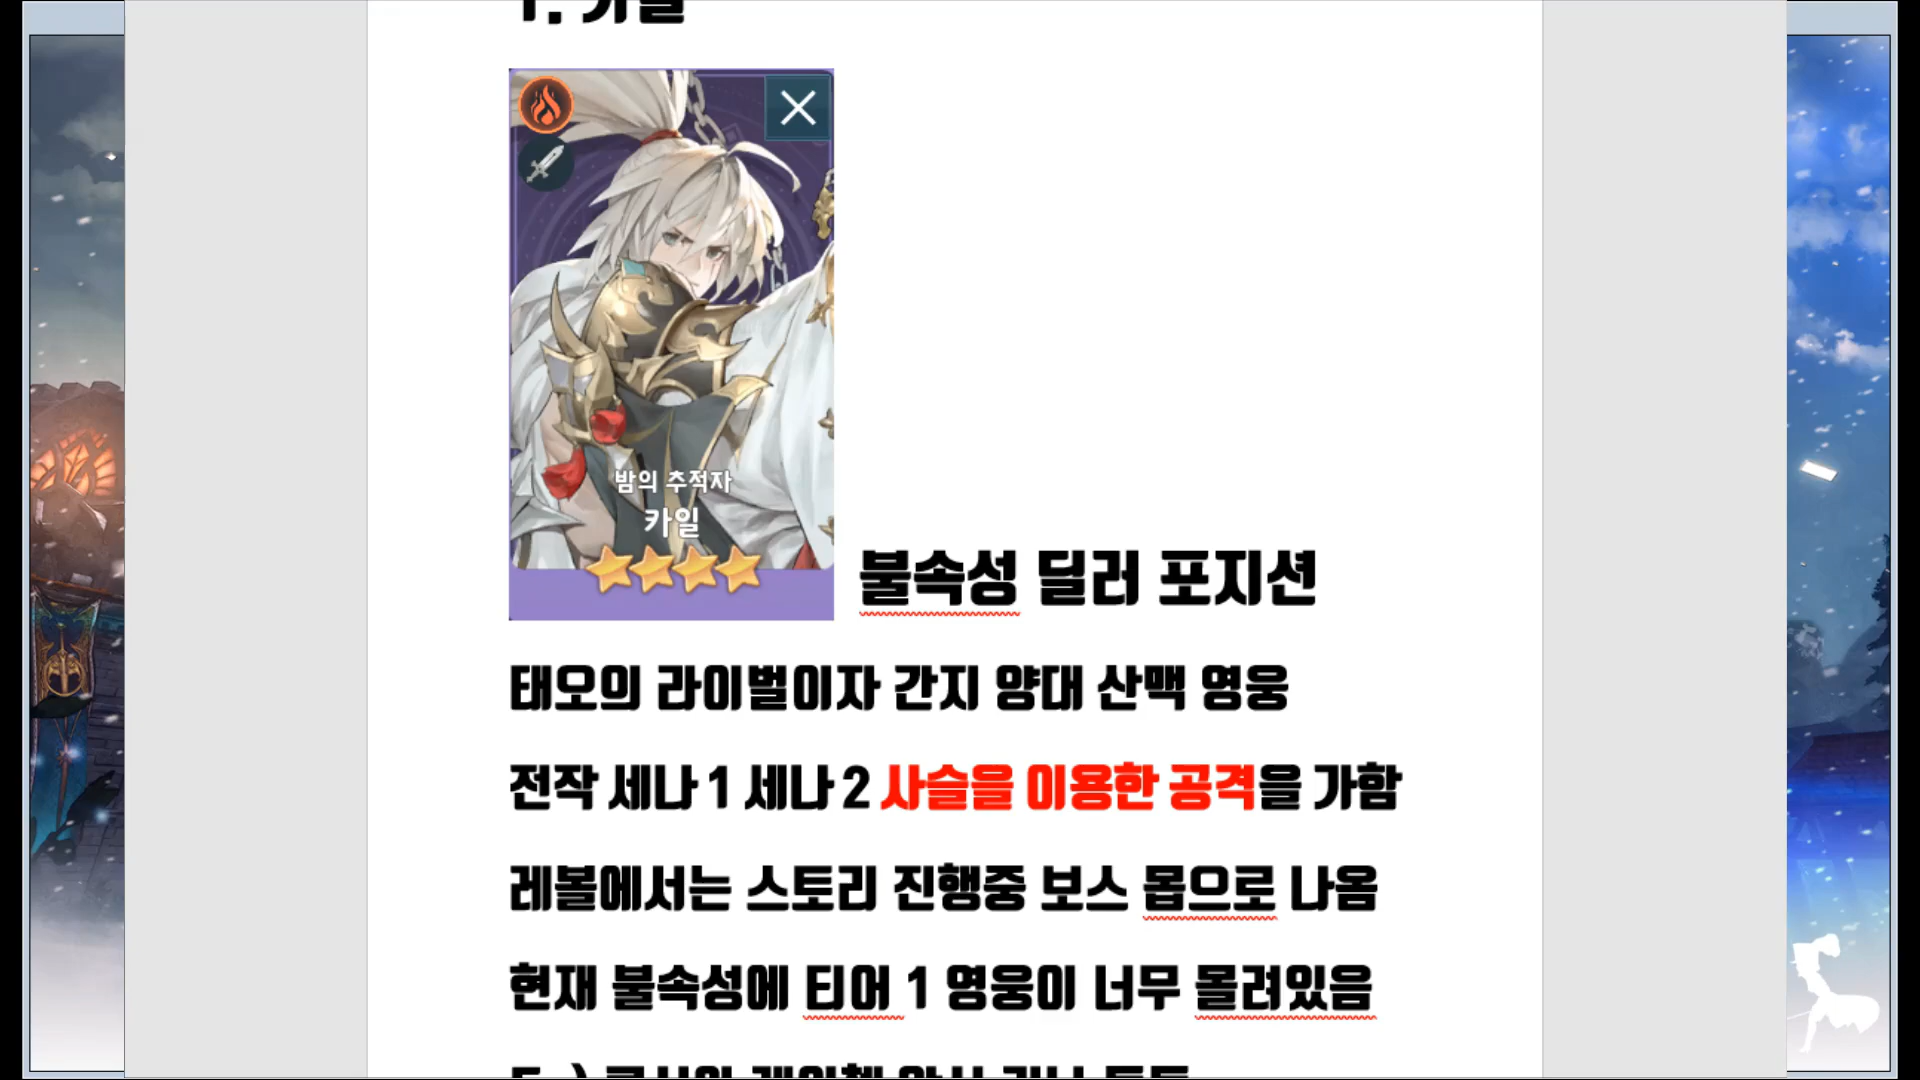 1. 카일
밤의 추적자
카일
불속성 딜러 포지션
태오의 라이벌이자 간지 양대 산맥 영웅
전작 세나 1 세나 2 사슬을 이용한 공격을 가함
레볼에서는 스토리 진행중 보스 몹으로 나옴
현재 불속성에 티어 1 영웅이 너무 몰려있음